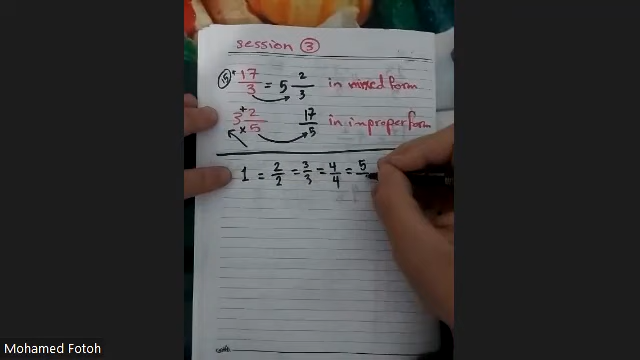 session ③
17/3 = 5 2/3 in mixed form
3 2/5 17/5 in improper form
1 = 2/2 = 3/3 = 4/4 = 5/
Mohamed Fotoh